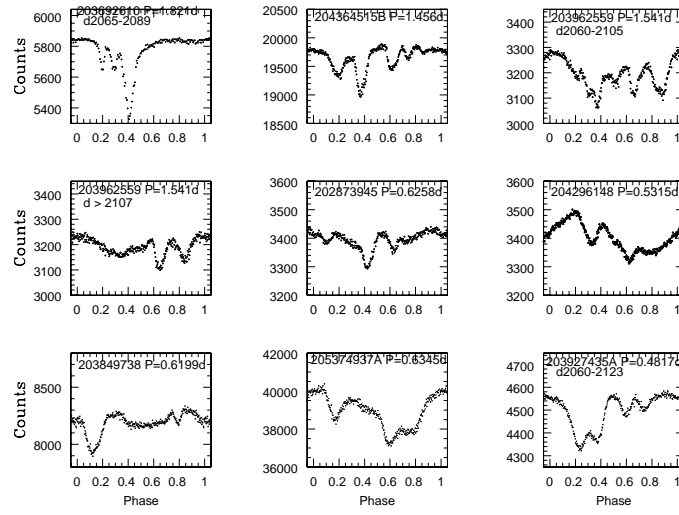 203692610 P=1.821d
d2065-2089
Counts
5800
5600
5400
6000
0 0.2 0.4 0.6 0.8 1
204364515B P=1.456d
20500
20000
19500
19000
18500
0 0.2 0.4 0.6 0.8 1
203962559 P=1.541d
d2060-2105
3400
3300
3200
3100
3000
0 0.2 0.4 0.6 0.8 1
203962559 P=1.541d
d > 2107
Counts
3400
3300
3200
3100
3000
0 0.2 0.4 0.6 0.8 1
202873945 P=0.6258d
3600
3500
3400
3300
3200
0 0.2 0.4 0.6 0.8 1
204296148 P=0.5315d
3600
3500
3400
3300
3200
0 0.2 0.4 0.6 0.8 1
203849738 P=0.6199d
Counts
8500
8000
0 0.2 0.4 0.6 0.8 1
Phase
205374937A P=0.6345d
42000
40000
38000
36000
0 0.2 0.4 0.6 0.8 1
Phase
203927435A P=0.4817d
d2060-2123
4700
4600
4500
4400
4300
0 0.2 0.4 0.6 0.8 1
Phase